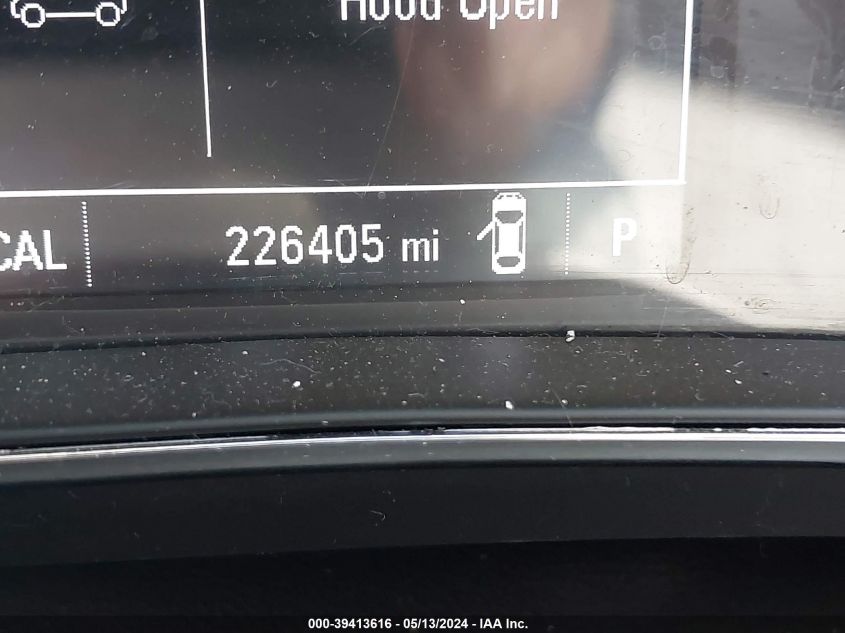 Hood Open
CAL
226405 mi
P
000-39413616 - 05/13/2024 - IAA Inc.